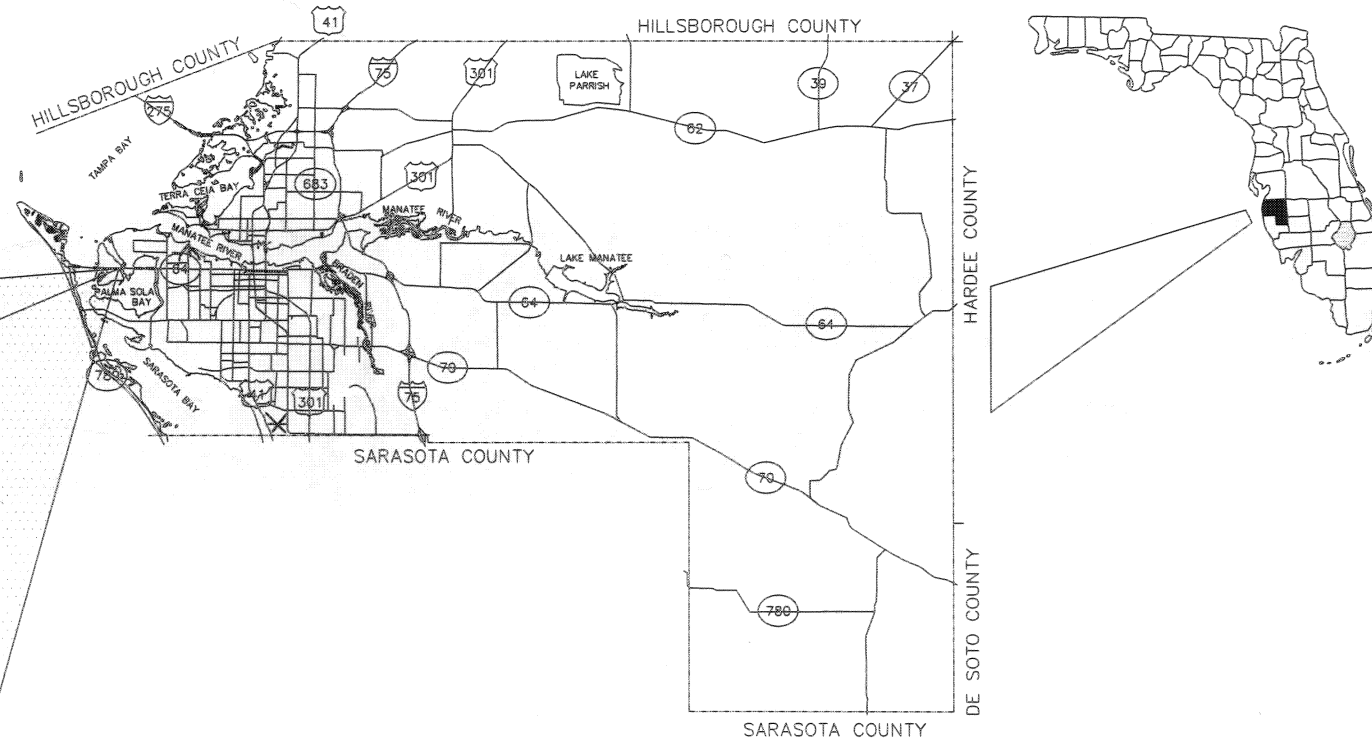 41
HILLSBOROUGH COUNTY
HILLSBOROUGH COUNTY
75
301
LAKE
PARRISH
39
37
275
62
TAMPA BAY
TERRA CEIA BAY
683
301
MANATEE RIVER
MANATEE RIVER
HARDEE COUNTY
LAKE MANATEE
64
BRADEN RIVER
PALMA SOLA
BAY
64
64
70
SARASOTA BAY
41
301
75
SARASOTA COUNTY
70
780
DE SOTO COUNTY
SARASOTA COUNTY